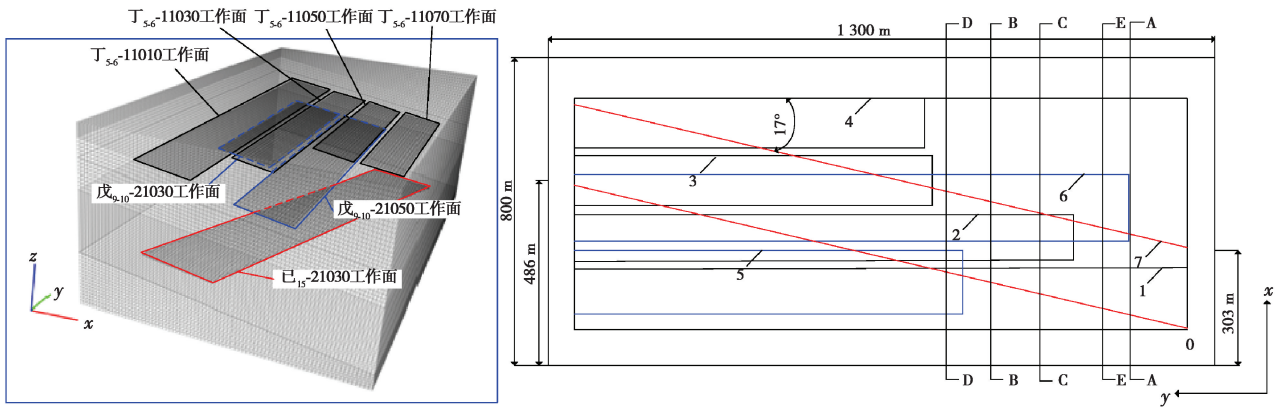 丁5-6-11030工作面
丁5-6-11050工作面
丁5-6-11070工作面
丁5-6-11010工作面
戊9-10-21030工作面
戊9-10-21050工作面
已15-21030工作面
z
y
x
D
B
C
E
A
1 300 m
800 m
486 m
303 m
17°
4
3
6
2
5
7
1
0
D
B
C
E
A
x
y